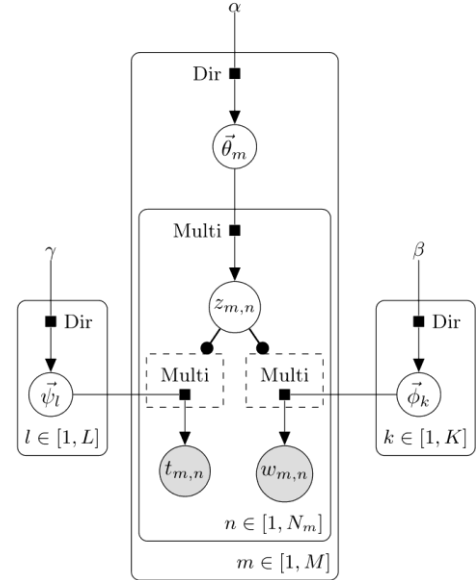 α
Dir
θ⃗_m
Multi
γ
β
z_{m,n}
Dir
Dir
Multi
Multi
ψ⃗_l
ϕ⃗_k
l ∈ [1, L]
k ∈ [1, K]
t_{m,n}
w_{m,n}
n ∈ [1, N_m]
m ∈ [1, M]